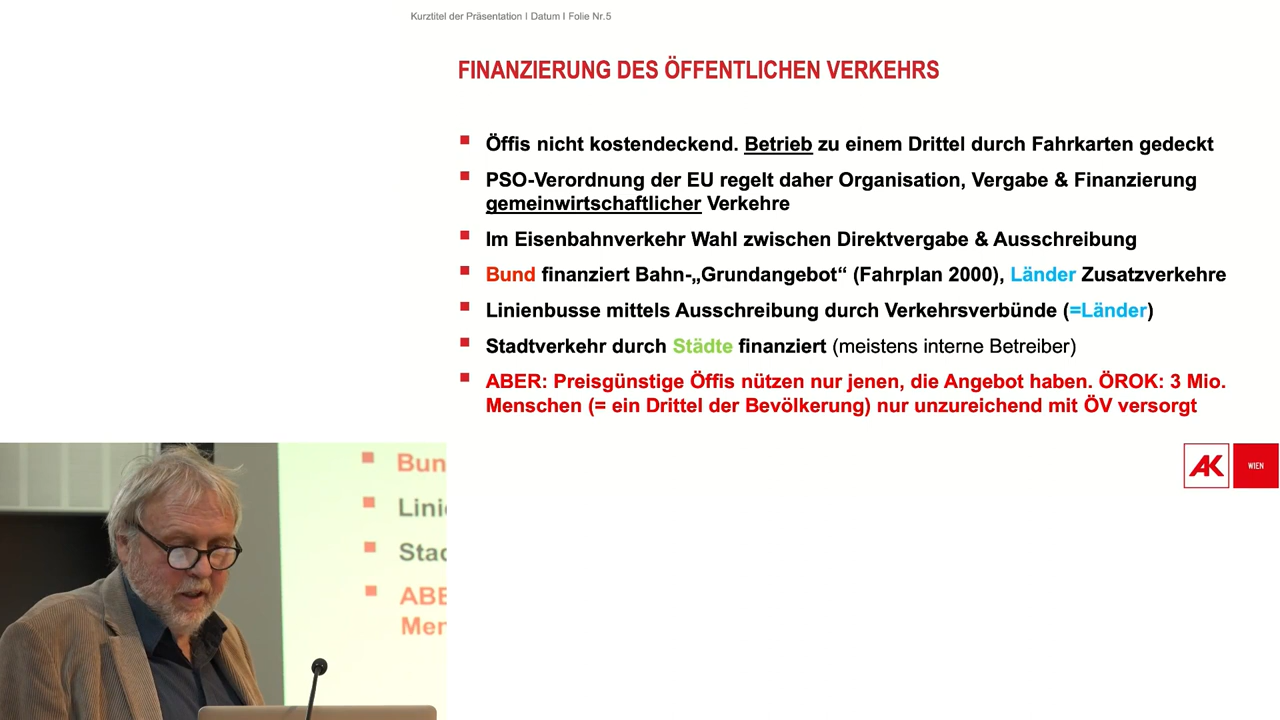 Kurztitel der Präsentation I Datum I Folie Nr.5
FINANZIERUNG DES ÖFFENTLICHEN VERKEHRS
Öffis nicht kostendeckend. Betrieb zu einem Drittel durch Fahrkarten gedeckt
PSO-Verordnung der EU regelt daher Organisation, Vergabe & Finanzierung
gemeinwirtschaftlicher Verkehre
Im Eisenbahnverkehr Wahl zwischen Direktvergabe & Ausschreibung
Bund finanziert Bahn-„Grundangebot“ (Fahrplan 2000), Länder Zusatzverkehre
Linienbusse mittels Ausschreibung durch Verkehrsverbünde (=Länder)
Stadtverkehr durch Städte finanziert (meistens interne Betreiber)
ABER: Preisgünstige Öffis nützen nur jenen, die Angebot haben. ÖROK: 3 Mio.
Menschen (= ein Drittel der Bevölkerung) nur unzureichend mit ÖV versorgt
AK WIEN
Bun
Linie
Stad
ABE
Men